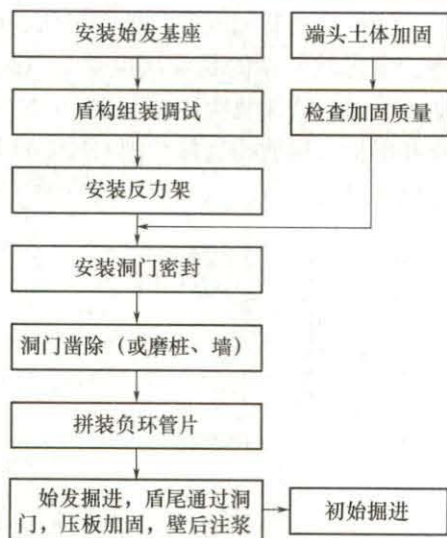 安装始发基座
端头土体加固
盾构组装调试
检查加固质量
安装反力架
安装洞门密封
洞门凿除（或磨桩、墙）
拼装负环管片
始发掘进，盾尾通过洞
门，压板加固，壁后注浆
初始掘进